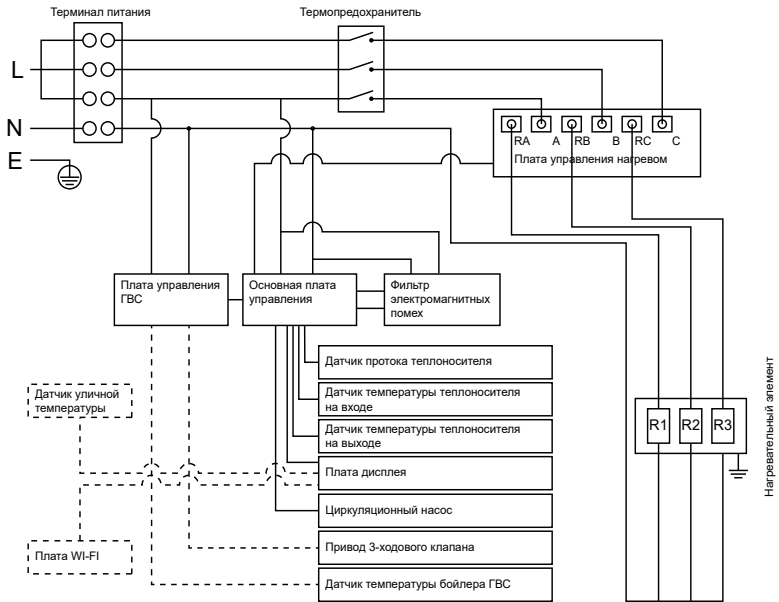 Терминал питания
Термопредохранитель
L
N
E
RA A RB B RC C
Плата управления нагревом
Плата управления
ГВС
Основная плата
управления
Фильтр
электромагнитных
помех
Датчик протока теплоносителя
Датчик температуры теплоносителя
на входе
Датчик температуры теплоносителя
на выходе
Плата дисплея
Циркуляционный насос
Привод 3-ходового клапана
Датчик температуры бойлера ГВС
Датчик уличной
температуры
Плата WI-FI
R1 R2 R3
Нагревательный элемент